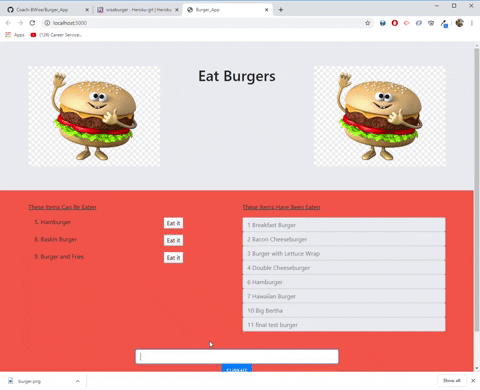 Coach-BWise/Burger_App
wiseburger - Heroku-git | Heroku
Burger_App
localhost:3000
Apps
(126) Career Service...
Eat Burgers
These Items Can Be Eaten
5. Hamburger
Eat it
8. Baskin Burger
Eat it
9. Burger and Fries
Eat it
These Items Have Been Eaten
1 Breakfast Burger
2 Bacon Cheeseburger
3 Burger with Lettuce Wrap
4 Double Cheeseburger
6 Hamburger
7 Hawaiian Burger
10 Big Bertha
11 final test burger
SUBMIT
burger.png
Show all